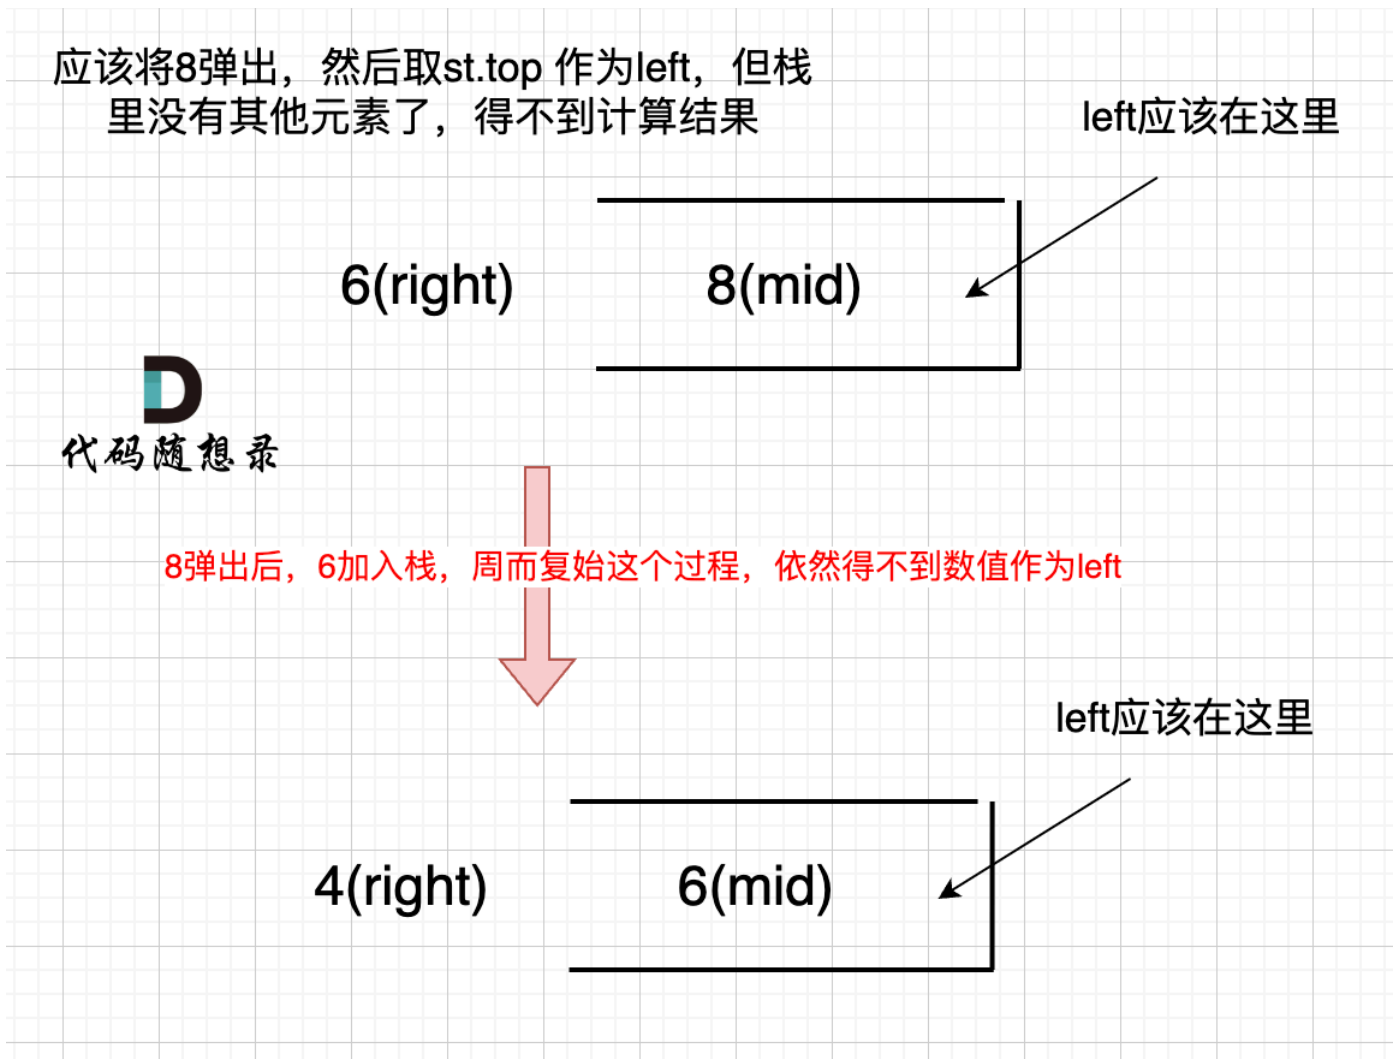 应该将8弹出，然后取st.top 作为left，但栈
里没有其他元素了，得不到计算结果
left应该在这里
6(right)
8(mid)
代码随想录
8弹出后，6加入栈，周而复始这个过程，依然得不到数值作为left
left应该在这里
4(right)
6(mid)